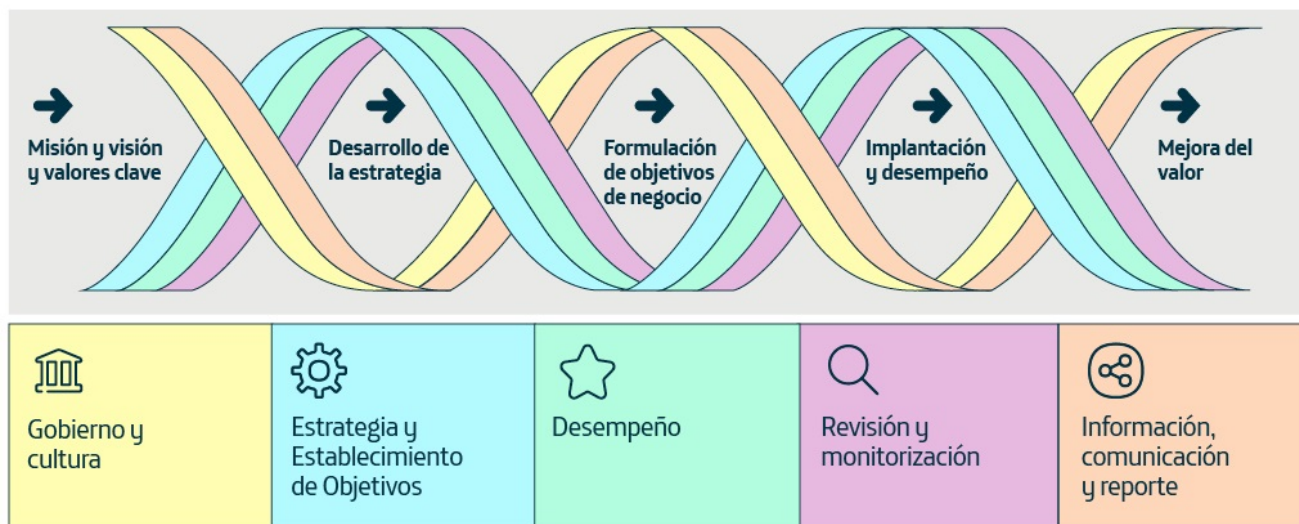 Misión y visión
y valores clave
Desarrollo de
la estrategia
Formulación
de objetivos
de negocio
Implantación
y desempeño
Mejora del
valor
Gobierno y
cultura
Estrategia y
Establecimiento
de Objetivos
Desempeño
Revisión y
monitorización
Información,
comunicación
y reporte